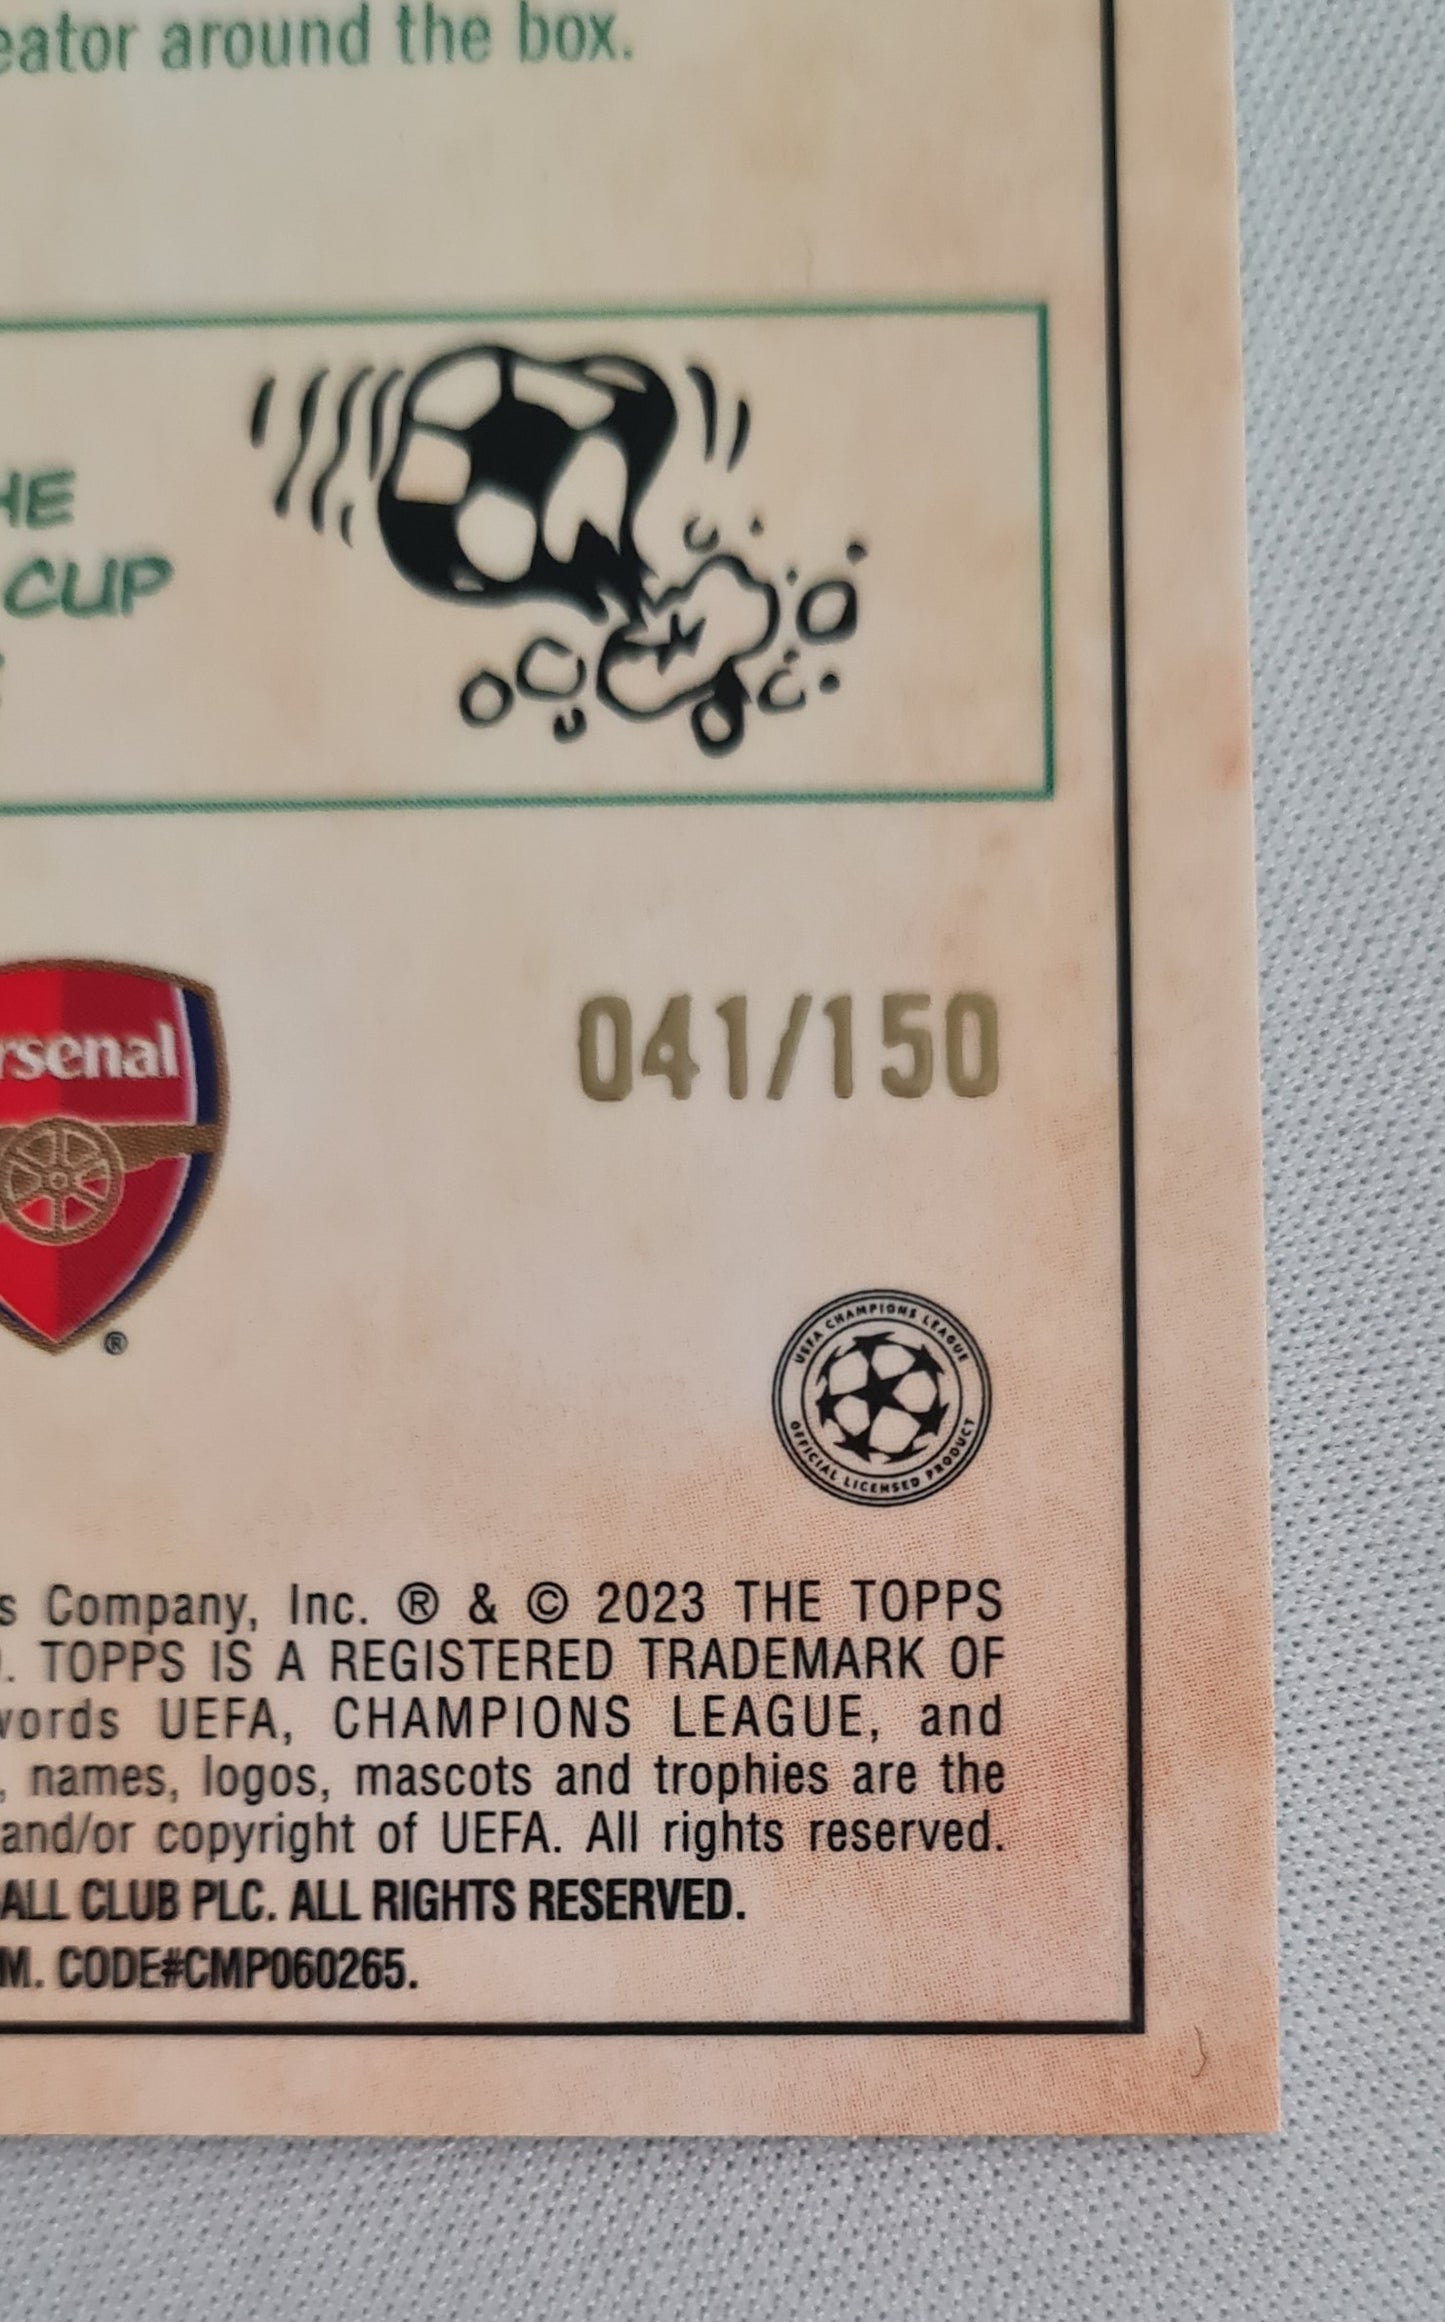 eator around the box.
HE
CUP
rsenal
041/150
®
UEFA CHAMPIONS LEAGUE
OFFICIAL LICENSED PRODUCT
s Company, Inc. ® & © 2023 THE TOPPS
. TOPPS IS A REGISTERED TRADEMARK OF
words UEFA, CHAMPIONS LEAGUE, and
, names, logos, mascots and trophies are the
and/or copyright of UEFA. All rights reserved.
ALL CLUB PLC. ALL RIGHTS RESERVED.
M. CODE#CMP060265.